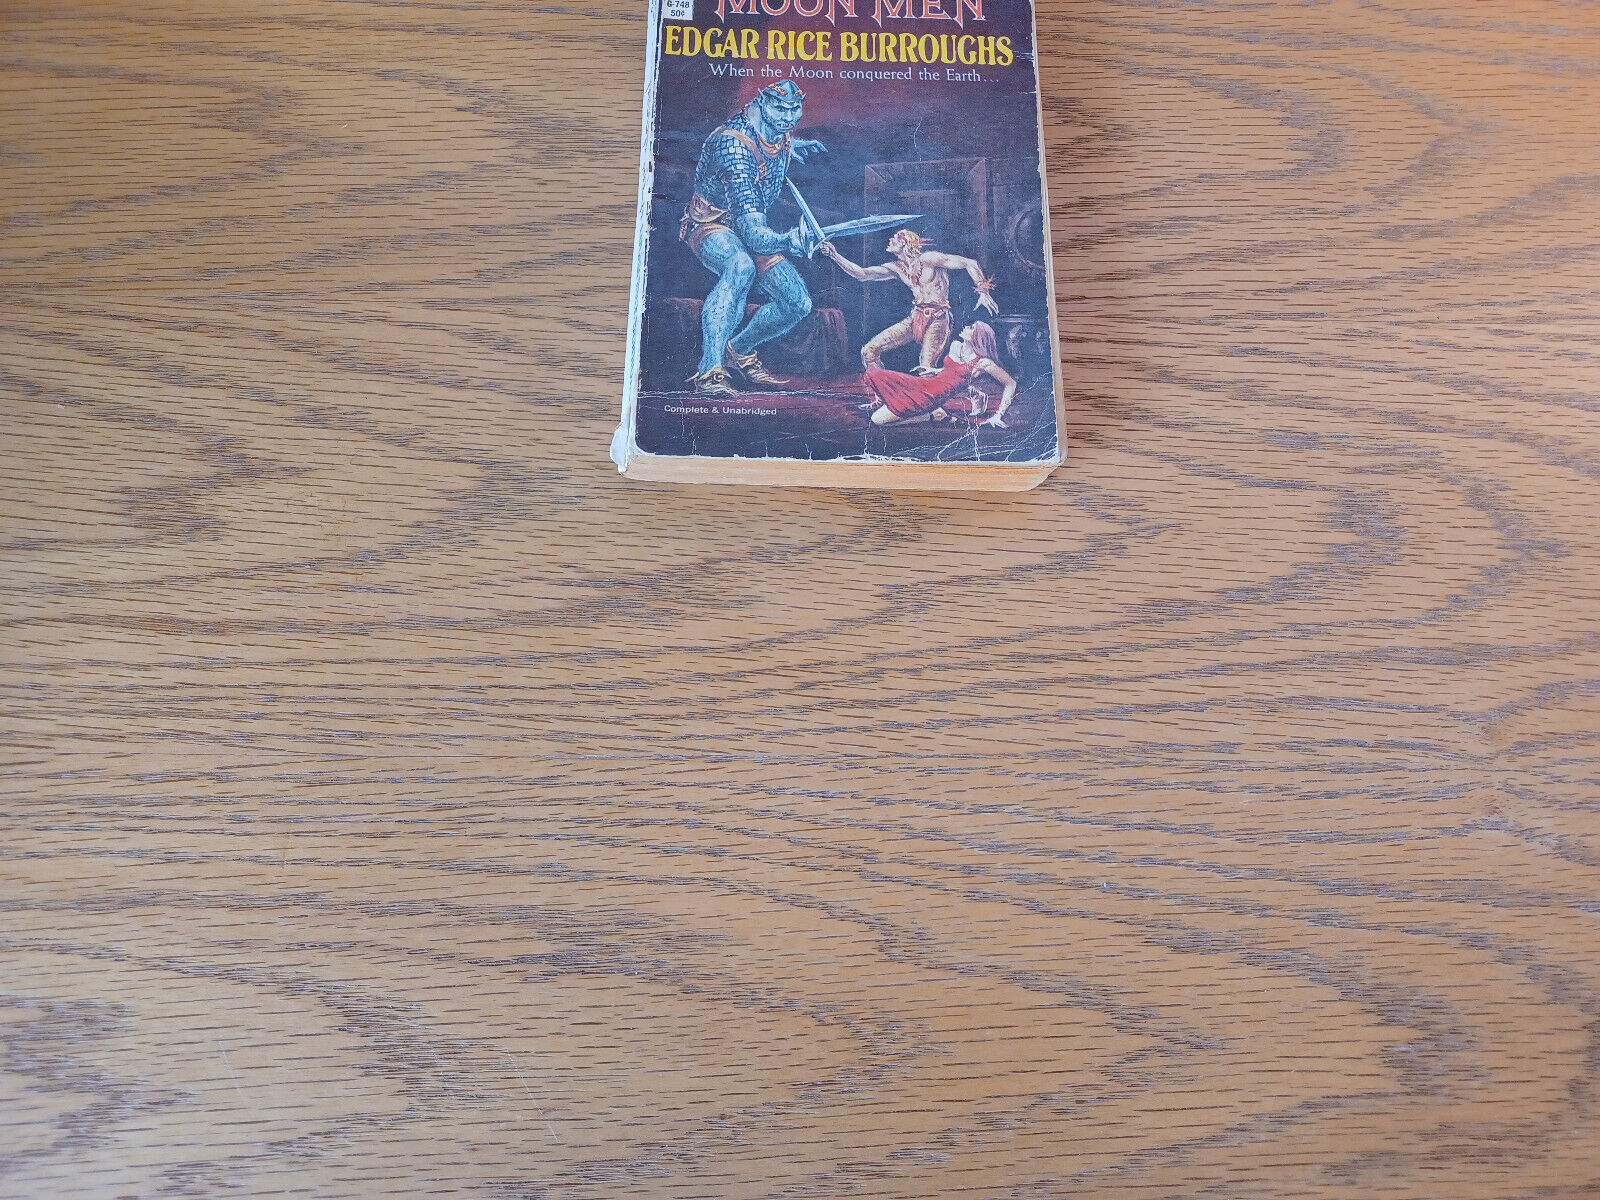 G-748
50¢
MOON MEN
EDGAR RICE BURROUGHS
When the Moon conquered the Earth...
Complete & Unabridged